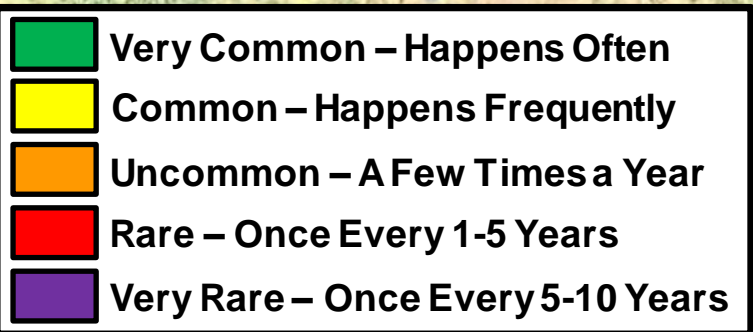 Very Common – Happens Often
Common – Happens Frequently
Uncommon – A Few Times a Year
Rare – Once Every 1-5 Years
Very Rare – Once Every 5-10 Years